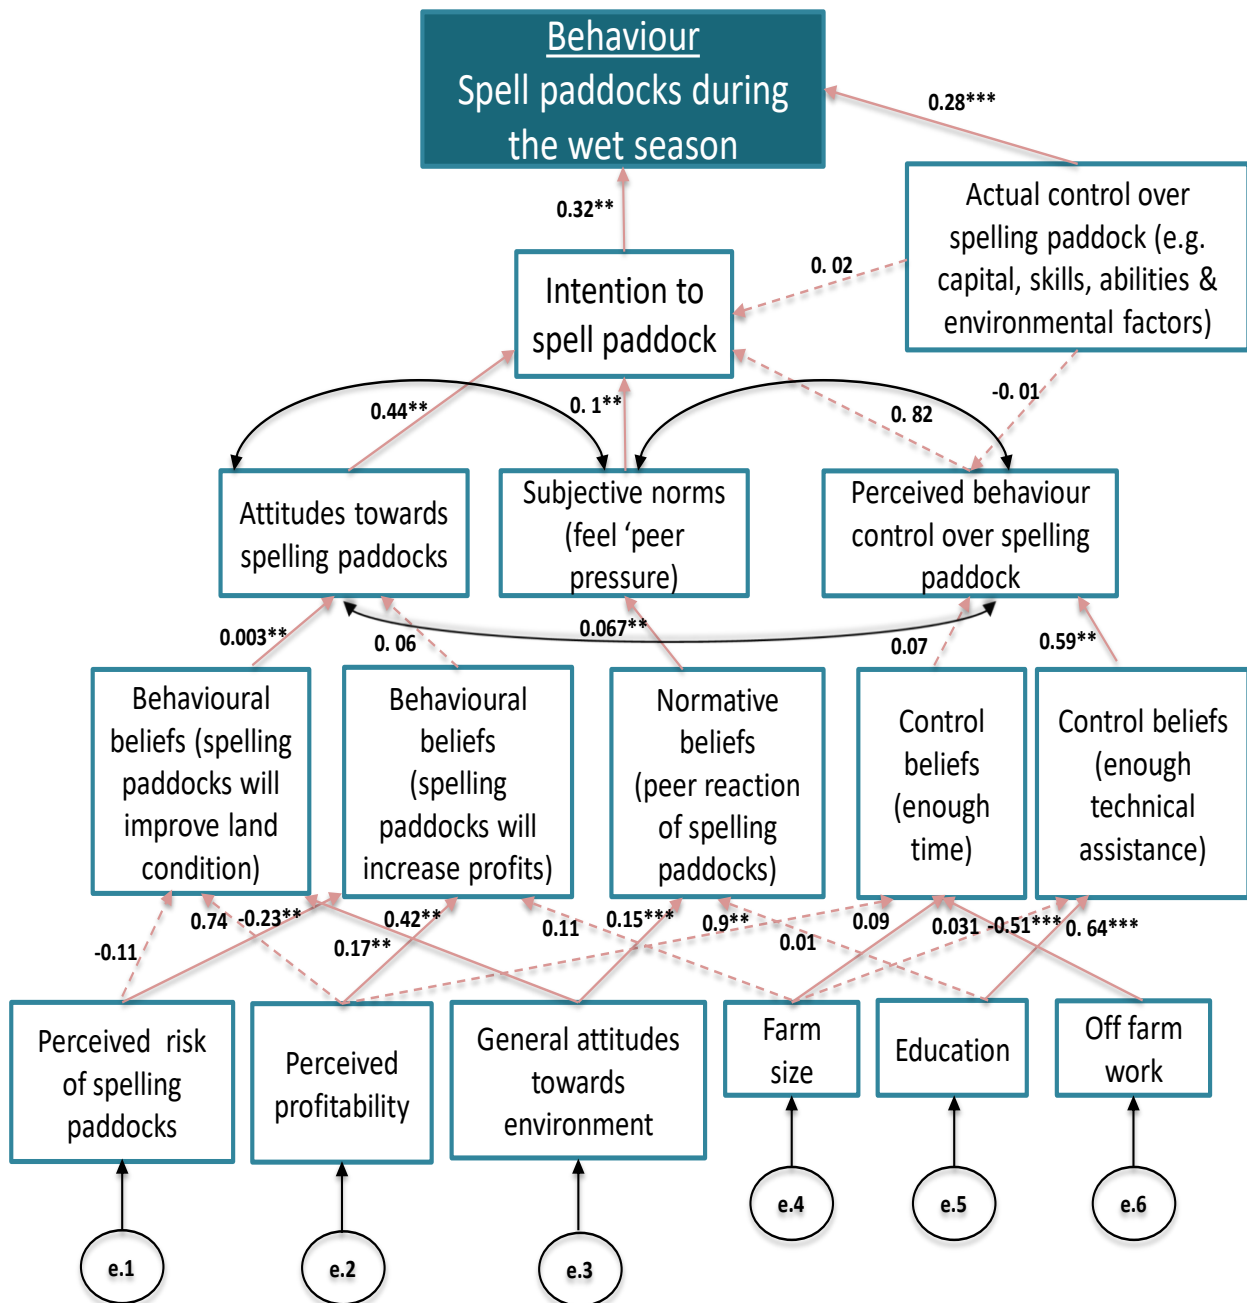 Behaviour
Spell paddocks during
the wet season
0.28***
Actual control over
spelling paddock (e.g.
capital, skills, abilities &
environmental factors)
0.32**
0. 02
Intention to
spell paddock
-0. 01
0.44**
0. 1**
0. 82
Attitudes towards
spelling paddocks
Subjective norms
(feel ‘peer
pressure)
Perceived behaviour
control over spelling
paddock
0.003**
0. 06
0.067**
0.07
0.59**
Behavioural
beliefs (spelling
paddocks will
improve land
condition)
Behavioural
beliefs
(spelling
paddocks will
increase profits)
Normative
beliefs
(peer reaction
of spelling
paddocks)
Control
beliefs
(enough
time)
Control beliefs
(enough
technical
assistance)
-0.11
0.74
-0.23**
0.17**
0.42**
0.11
0.15***
0.9**
0.01
0.09
0.031
-0.51***
0. 64***
Perceived risk
of spelling
paddocks
Perceived
profitability
General attitudes
towards
environment
Farm
size
Education
Off farm
work
e.1
e.2
e.3
e.4
e.5
e.6